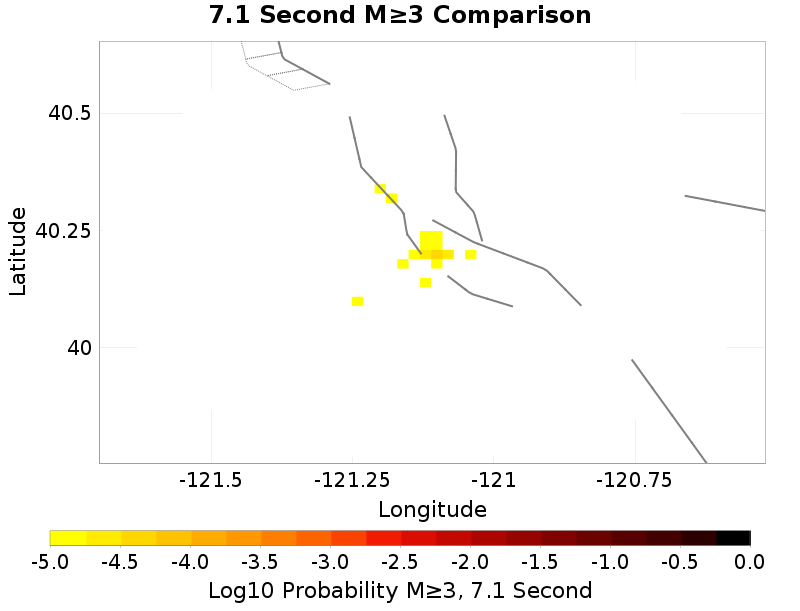 7.1 Second M≥3 Comparison
40.5
40.25
40
Latitude
-121.5 -121.25 -121 -120.75
Longitude
-5.0 -4.5 -4.0 -3.5 -3.0 -2.5 -2.0 -1.5 -1.0 -0.5 0.0
Log10 Probability M≥3, 7.1 Second